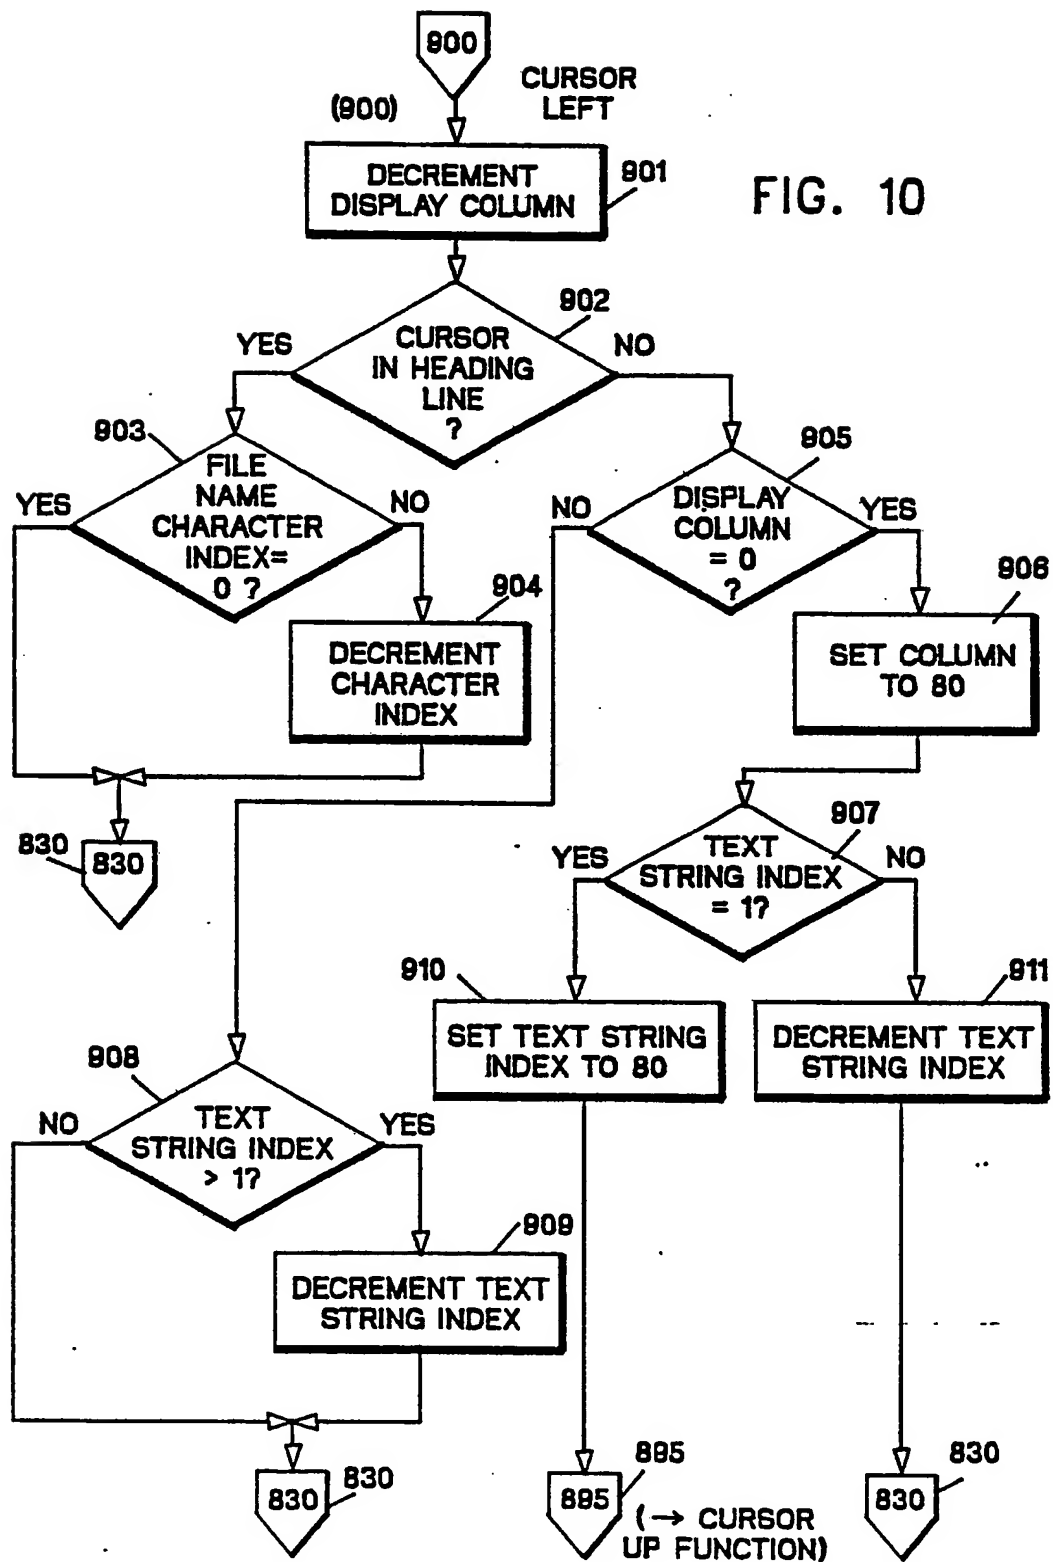 900
CURSOR
LEFT
(900)
DECREMENT
DISPLAY COLUMN
901
FIG. 10
902
YES
CURSOR
IN HEADING
LINE
?
NO
903
YES
FILE
NAME
CHARACTER
INDEX=
0 ?
NO
905
NO
DISPLAY
COLUMN
= 0
?
YES
904
DECREMENT
CHARACTER
INDEX
906
SET COLUMN
TO 80
830
830
907
YES
TEXT
STRING INDEX
= 1?
NO
910
SET TEXT STRING
INDEX TO 80
911
DECREMENT TEXT
STRING INDEX
908
NO
TEXT
STRING INDEX
> 1?
YES
909
DECREMENT TEXT
STRING INDEX
830
830
895
895
(→ CURSOR
UP FUNCTION)
830
830